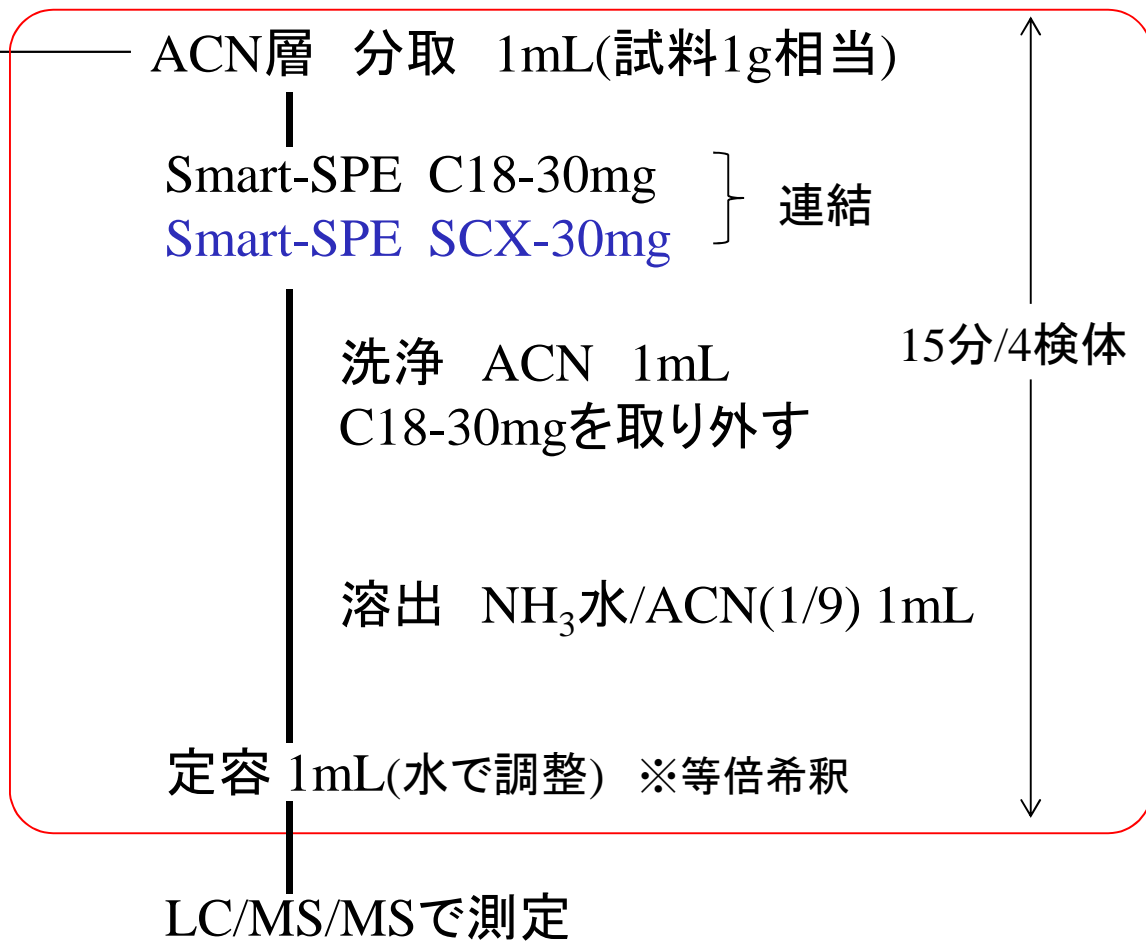 ACN層　分取　1mL(試料1g相当)
Smart-SPE C18-30mg
Smart-SPE SCX-30mg
連結
洗浄　ACN　1mL
C18-30mgを取り外す
15分/4検体
溶出　NH₃水/ACN(1/9) 1mL
定容 1mL(水で調整)　※等倍希釈
LC/MS/MSで測定